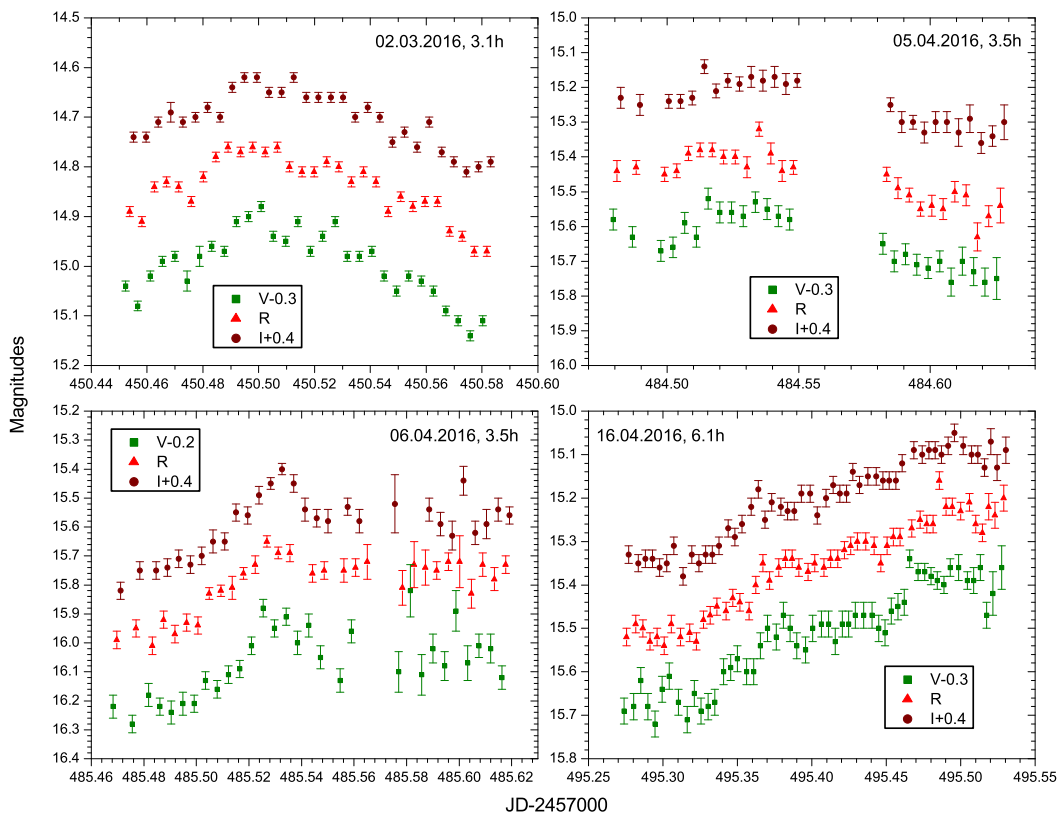 Magnitudes
14.5
14.6
14.7
14.8
14.9
15.0
15.1
15.2
02.03.2016, 3.1h
V-0.3
R
I+0.4
450.44 450.46 450.48 450.50 450.52 450.54 450.56 450.58 450.60
15.0
15.1
15.2
15.3
15.4
15.5
15.6
15.7
15.8
15.9
16.0
05.04.2016, 3.5h
V-0.3
R
I+0.4
484.50 484.55 484.60
15.2
15.3
15.4
15.5
15.6
15.7
15.8
15.9
16.0
16.1
16.2
16.3
16.4
V-0.2
R
I+0.4
06.04.2016, 3.5h
485.46 485.48 485.50 485.52 485.54 485.56 485.58 485.60 485.62
15.0
15.1
15.2
15.3
15.4
15.5
15.6
15.7
15.8
16.04.2016, 6.1h
V-0.3
R
I+0.4
495.25 495.30 495.35 495.40 495.45 495.50 495.55
JD-2457000